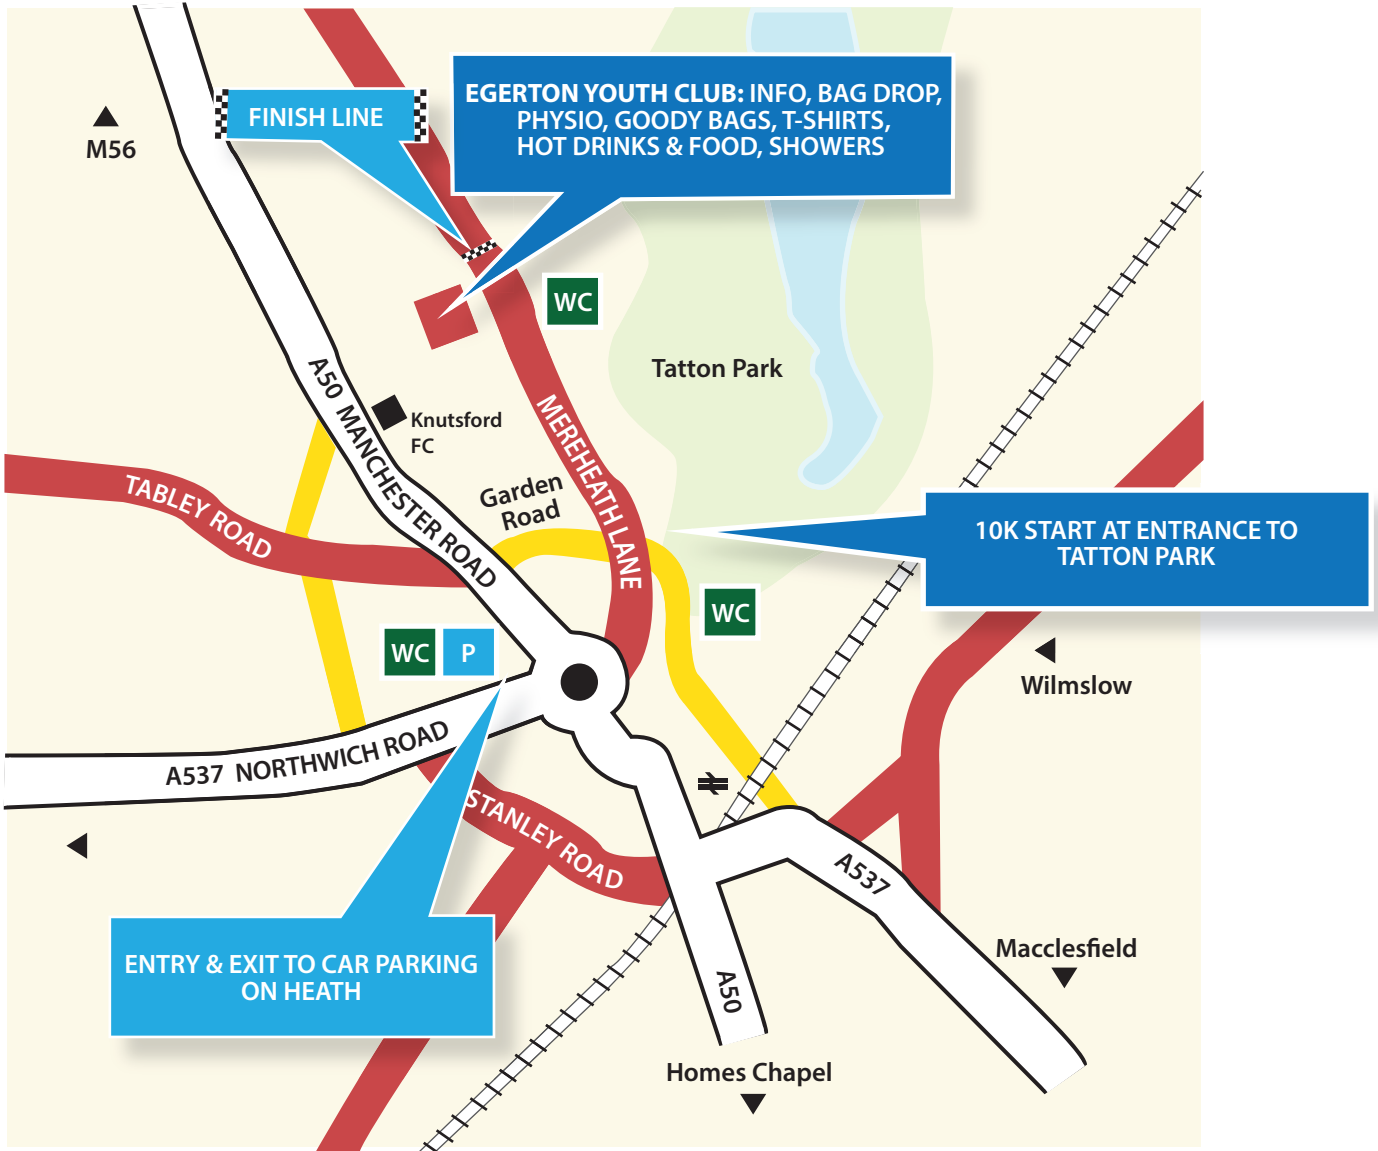 EGERTON YOUTH CLUB: INFO, BAG DROP,
PHYSIO, GOODY BAGS, T-SHIRTS,
HOT DRINKS & FOOD, SHOWERS
FINISH LINE
M56
WC
Tatton Park
A50 MANCHESTER ROAD
Knutsford
FC
MEREHEATH LANE
Garden
Road
TABLEY ROAD
10K START AT ENTRANCE TO
TATTON PARK
WC
WC
P
Wilmslow
A537 NORTHWICH ROAD
STANLEY ROAD
A537
ENTRY & EXIT TO CAR PARKING
ON HEATH
Macclesfield
A50
Homes Chapel